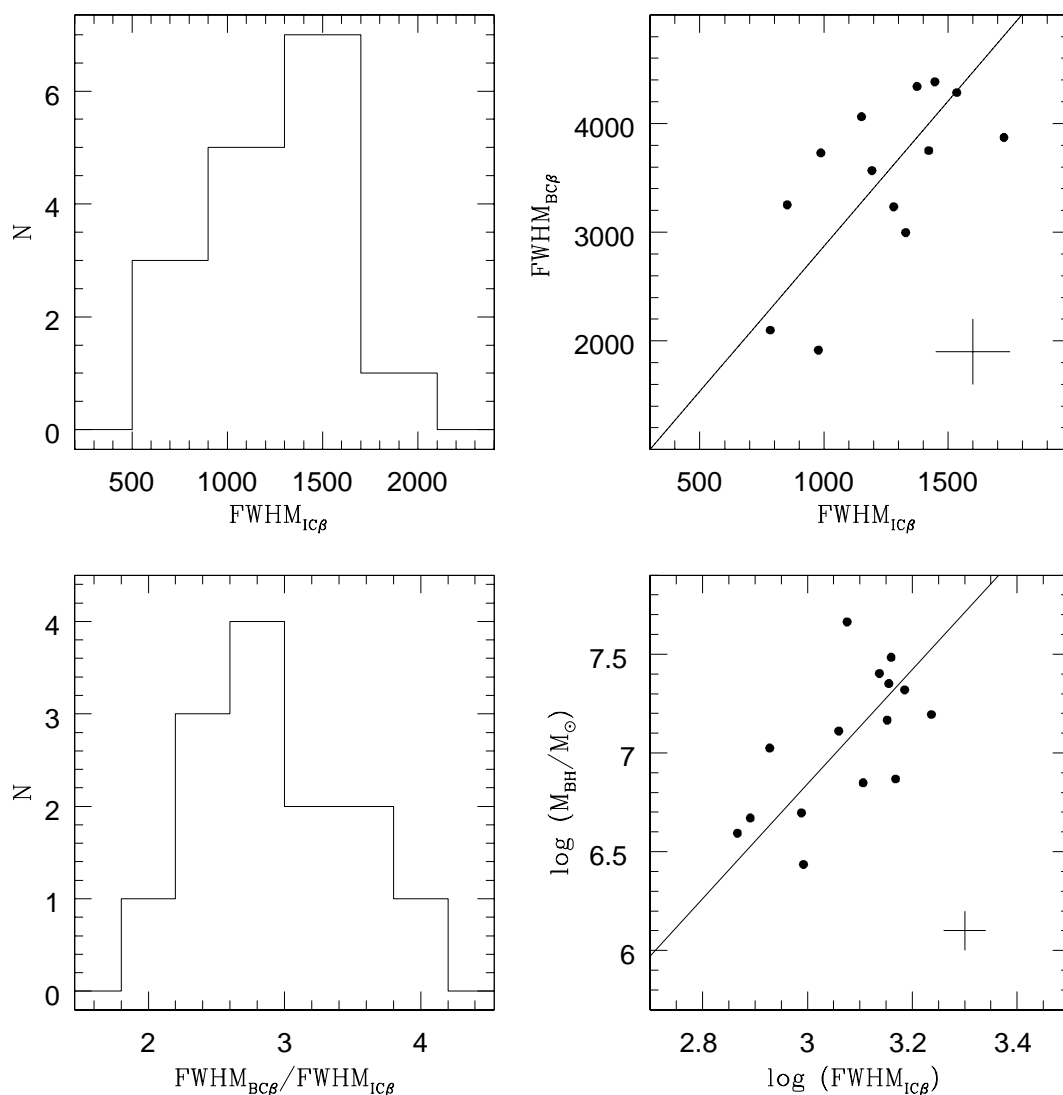 N
6
4
2
0
500 1000 1500 2000
FWHM_ICβ
FWHM_BCβ
4000
3000
2000
500 1000 1500
FWHM_ICβ
N
4
3
2
1
0
2 3 4
FWHM_BCβ/FWHM_ICβ
log (M_BH/M_⊙)
7.5
7
6.5
6
2.8 3 3.2 3.4
log (FWHM_ICβ)